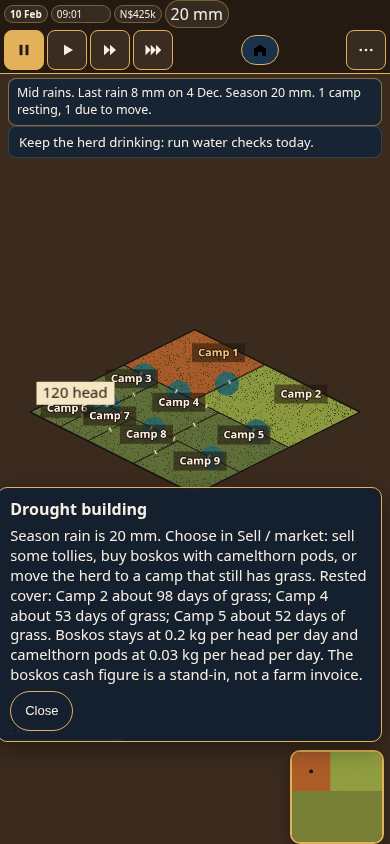 10 Feb 09:01 N$425k 20 mm
Mid rains. Last rain 8 mm on 4 Dec. Season 20 mm. 1 camp
resting, 1 due to move.
Keep the herd drinking: run water checks today.
Camp 1
Camp 3
Camp 2
120 head
Camp 6
Camp 4
Camp 7
Camp 8
Camp 5
Camp 9
Drought building
Season rain is 20 mm. Choose in Sell / market: sell
some tollies, buy boskos with camelthorn pods, or
move the herd to a camp that still has grass. Rested
cover: Camp 2 about 98 days of grass; Camp 4
about 53 days of grass; Camp 5 about 52 days of
grass. Boskos stays at 0.2 kg per head per day and
camelthorn pods at 0.03 kg per head per day. The
boskos cash figure is a stand-in, not a farm invoice.
Close